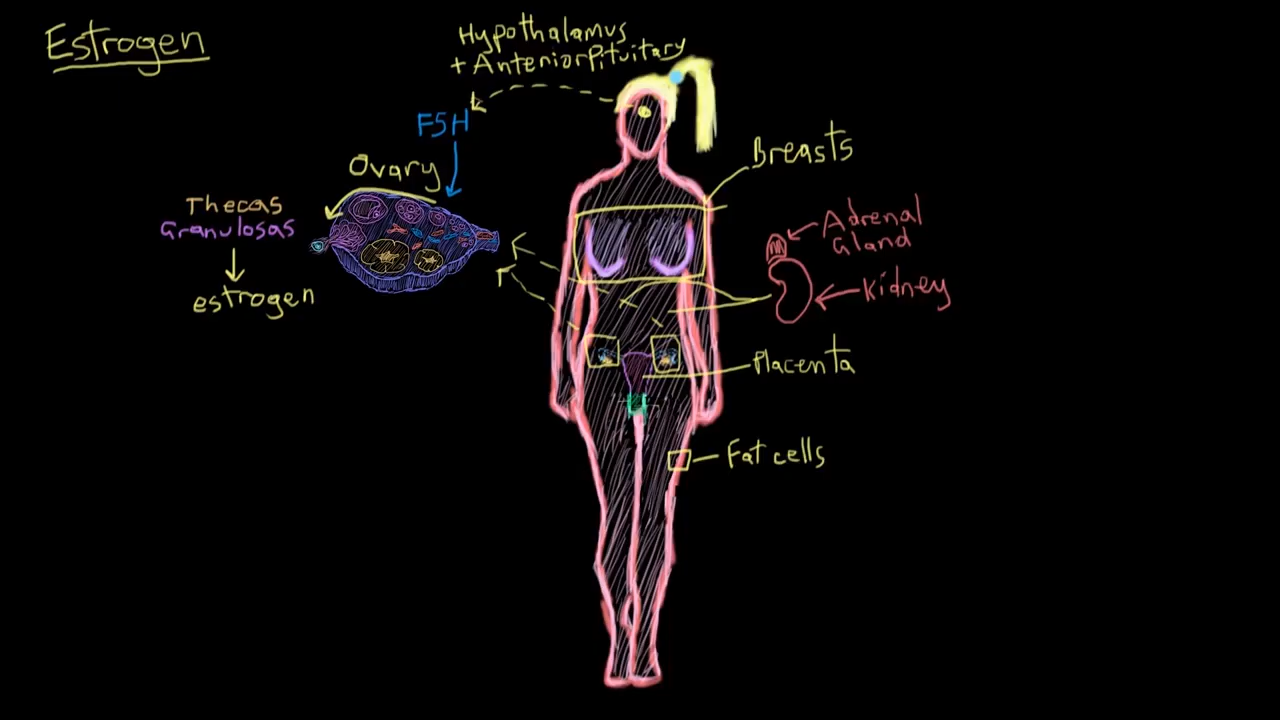 Estrogen
Hypothalamus
+ Anterior Pituitary
FSH
Ovary
Thecas
Granulosas
estrogen
Breasts
Adrenal
Gland
Kidney
Placenta
Fat cells